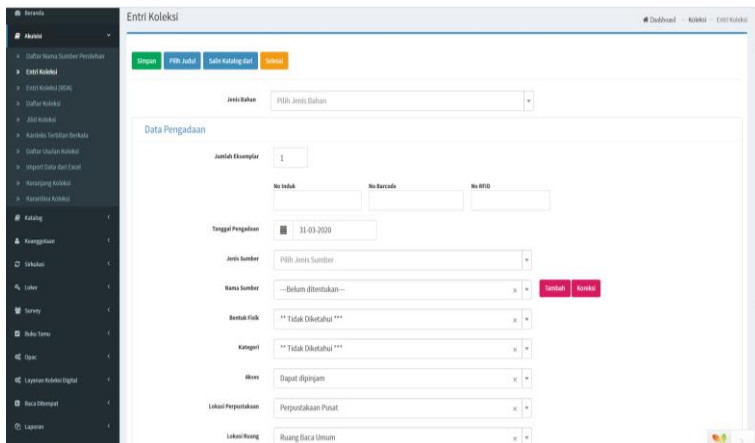 Beranda
Akuisisi
Daftar Nama Sumber Perolehan
Entri Koleksi
Entri Koleksi (RDA)
Daftar Koleksi
Jilid Koleksi
Kardeks Terbitan Berkala
Daftar Usulan Koleksi
Import Data dari Excel
Keranjang Koleksi
Karantina Koleksi
Katalog
Keanggotaan
Sirkulasi
Loker
Survey
Buku Tamu
Opac
Layanan Koleksi Digital
Baca Ditempat
Laporan
Entri Koleksi
Dashboard Koleksi Entri Koleksi
Simpan Pilih Judul Salin Katalog dari Selesai
Jenis Bahan Pilih Jenis Bahan
Data Pengadaan
Jumlah Eksemplar 1
No Induk No Barcode No RFID
Tanggal Pengadaan 31-03-2020
Jenis Sumber Pilih Jenis Sumber
Nama Sumber ---Belum ditentukan--- x Tambah Koreksi
Bentuk Fisik ** Tidak Diketahui *** x
Kategori ** Tidak Diketahui *** x
Akses Dapat dipinjam x
Lokasi Perpustakaan Perpustakaan Pusat x
Lokasi Ruang Ruang Baca Umum x